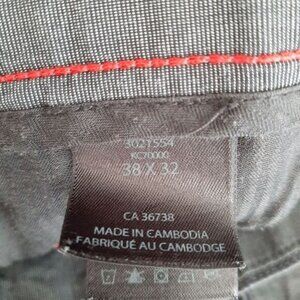 3021554
KC70000
38 X 32
CA 36738
MADE IN CAMBODIA
FABRIQUÉ AU CAMBODGE